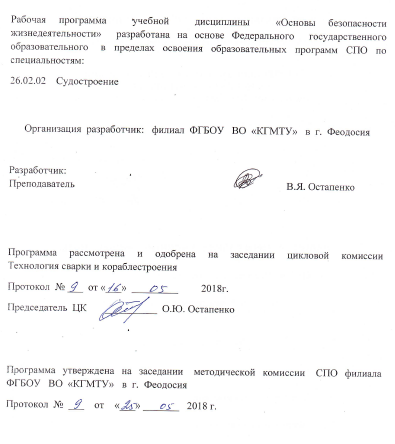 Рабочая программа учебной дисциплины «Основы безопасности
жизнедеятельности» разработана на основе Федерального государственного
образовательного в пределах освоения образовательных программ СПО по
специальностям:
26.02.02 Судостроение
Организация разработчик: филиал ФГБОУ ВО «КГМТУ» в г. Феодосия
Разработчик:
Преподаватель В.Я. Остапенко
Программа рассмотрена и одобрена на заседании цикловой комиссии
Технология сварки и кораблестроения
Протокол № 9 от «16» 05 2018г.
Председатель ЦК О.Ю. Остапенко
Программа утверждена на заседании методической комиссии СПО филиала
ФГБОУ ВО «КГМТУ» в г. Феодосия
Протокол № 9 от «25» 05 2018 г.